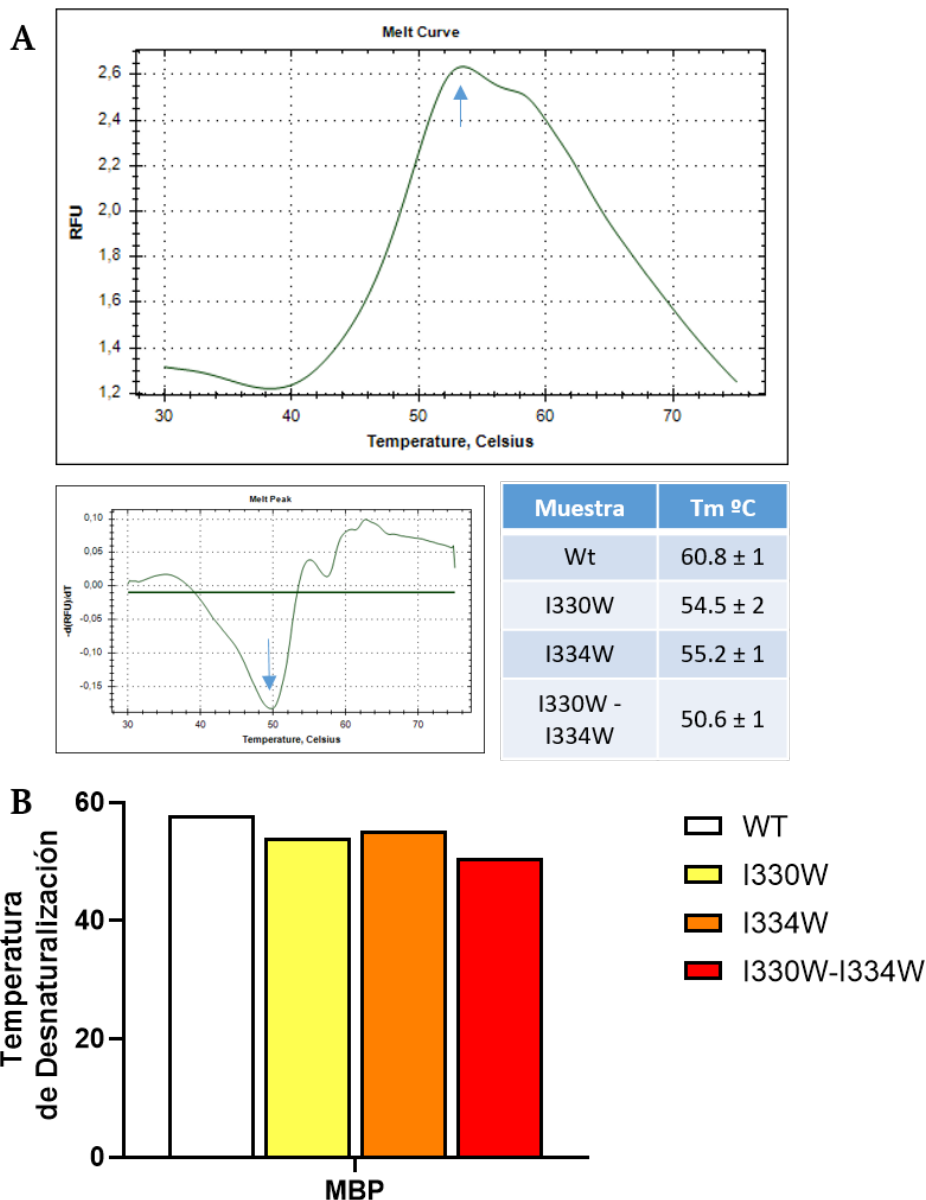 A
Melt Curve
2,6
2,4
2,2
2,0
1,8
1,6
1,4
1,2
RFU
30 40 50 60 70
Temperature, Celsius
Melt Peak
0,10
0,05
0,00
-0,05
-0,10
-0,15
-d(RFU)/dT
30 40 50 60 70
Temperature, Celsius
Muestra Tm ºC
Wt 60.8 ± 1
I330W 54.5 ± 2
I334W 55.2 ± 1
I330W -
I334W 50.6 ± 1
B
60
40
20
0
Temperatura
de Desnaturalización
MBP
WT
I330W
I334W
I330W-I334W